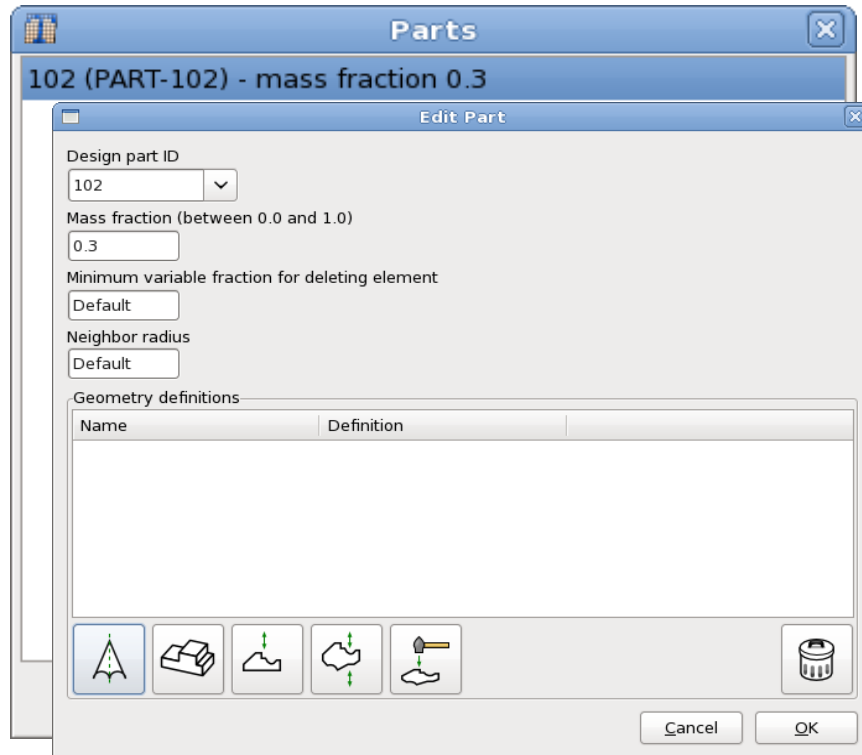 Parts
102 (PART-102) - mass fraction 0.3
Edit Part
Design part ID
102
Mass fraction (between 0.0 and 1.0)
0.3
Minimum variable fraction for deleting element
Default
Neighbor radius
Default
Geometry definitions
Name Definition
Cancel OK